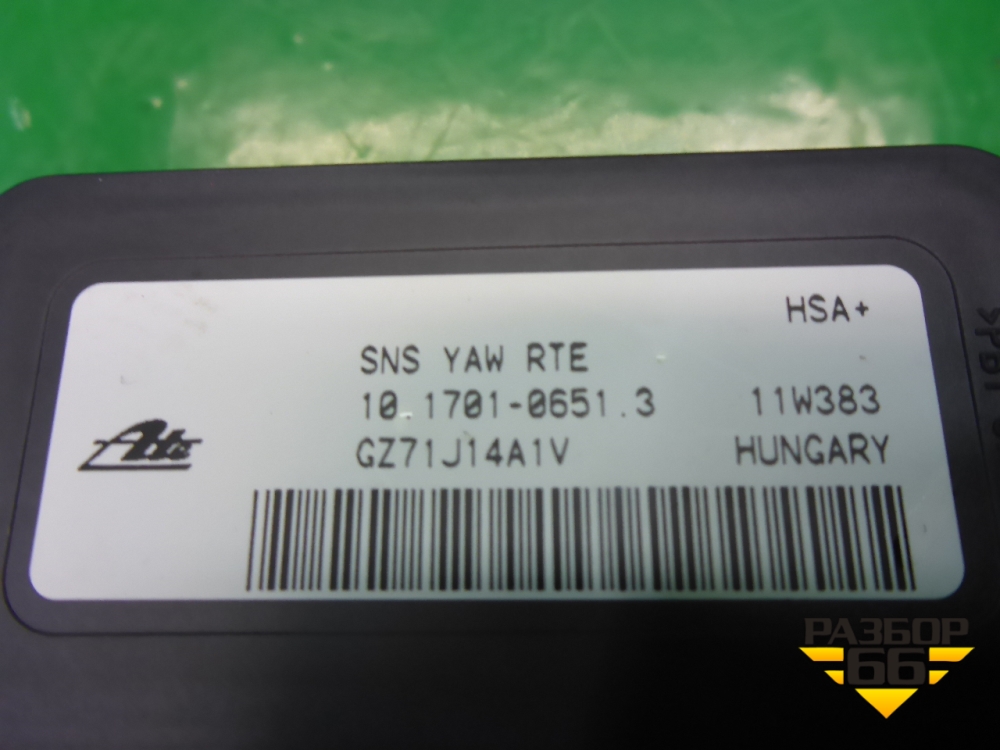 HSA+
SNS YAW RTE
10.1701-0651.3 11W383
Ate
GZ71J14A1V HUNGARY
РАЗБОР
66